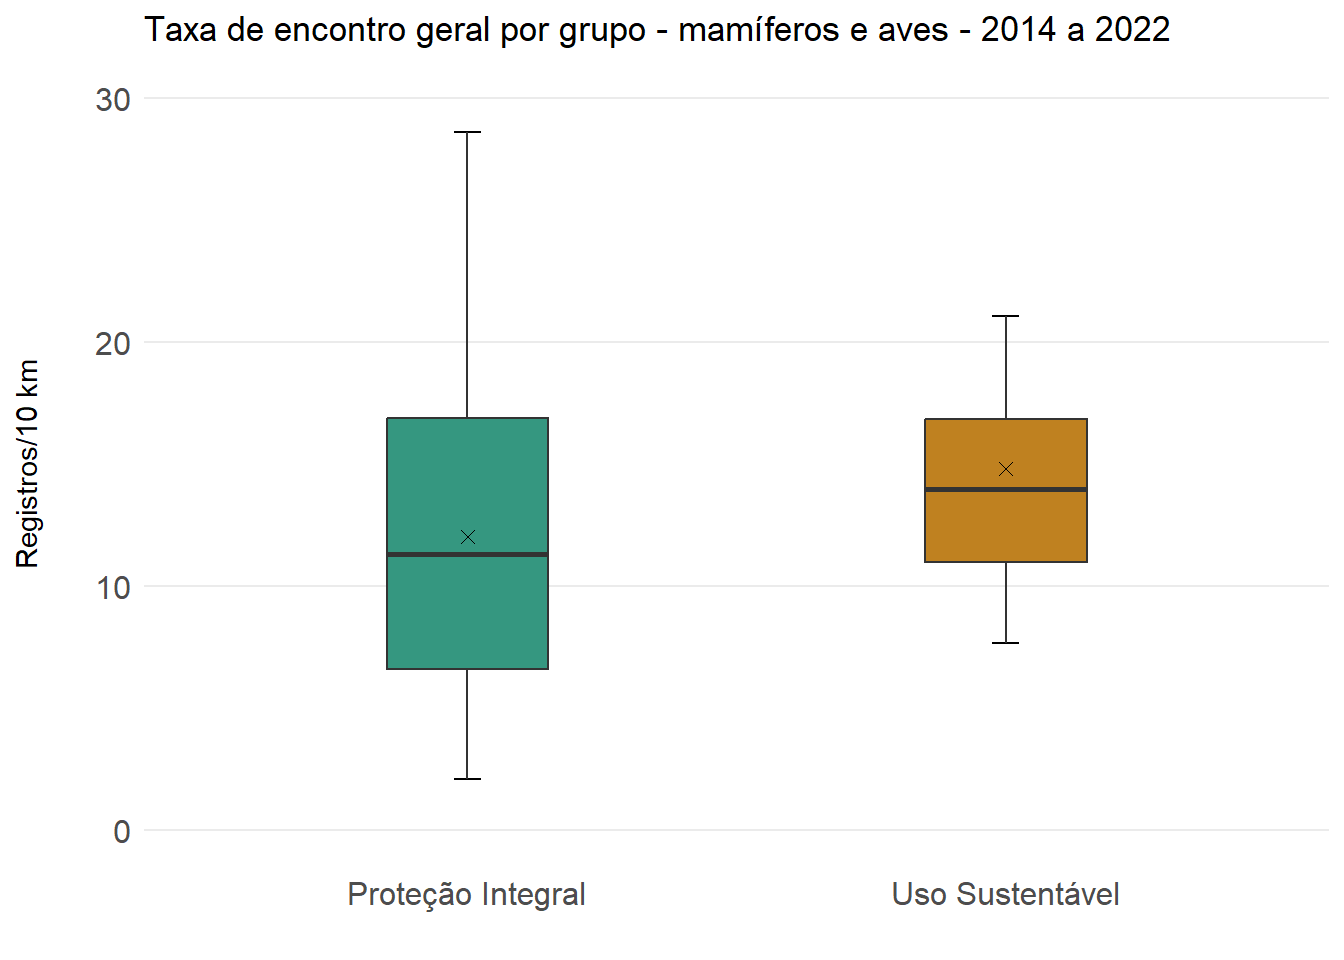 Taxa de encontro geral por grupo - mamíferos e aves - 2014 a 2022
30
20
10
0
Registros/10 km
Proteção Integral
Uso Sustentável